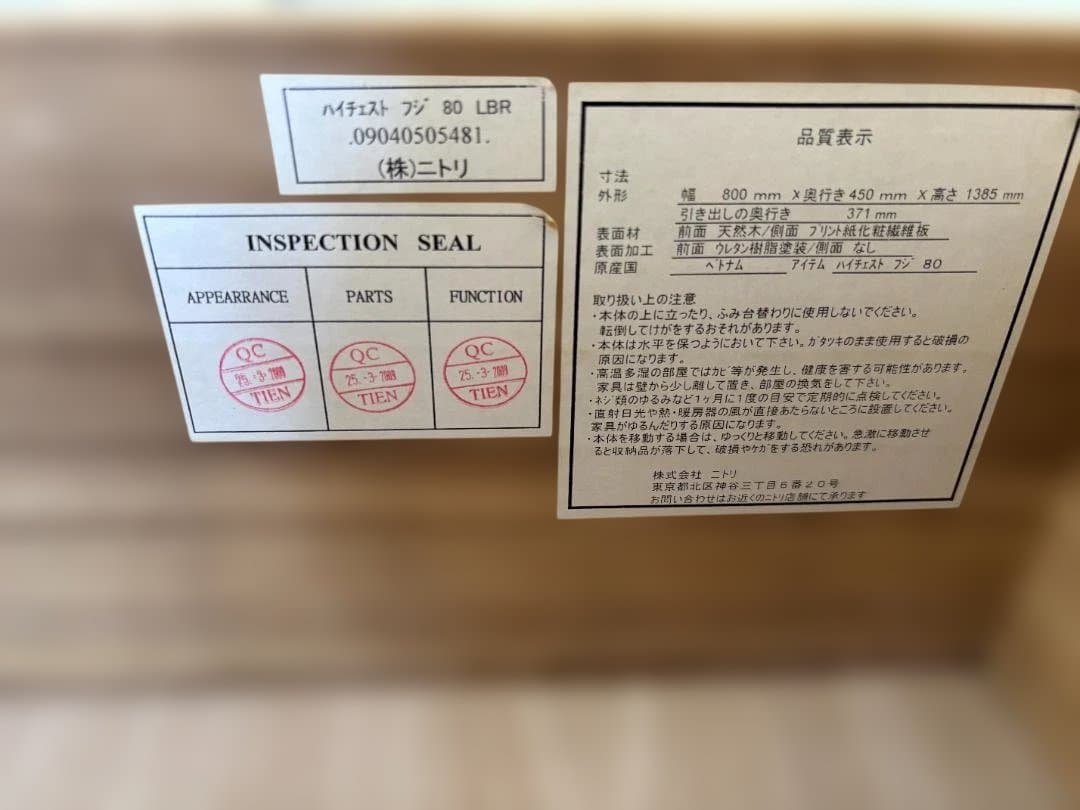 ハイチェスト フジ 80 LBR
.09040505481.
(株)ニトリ
INSPECTION SEAL
APPEARRANCE PARTS FUNCTION
QC QC QC
25.-3-2009 25.-3-2009 25.-3-2009
TIEN TIEN TIEN
品質表示
寸法
外形 幅 800 mm X 奥行き 450 mm X 高さ 1385 mm
引き出しの奥行き 371 mm
表面材 前面 天然木/側面 プリント紙化粧繊維板
表面加工 前面 ウレタン樹脂塗装/側面 なし
原産国 ベトナム アイテム ハイチェスト フジ 80
取り扱い上の注意
・本体の上に立ったり、ふみ台替わりに使用しないでください。
転倒してけがをするおそれがあります。
・本体は水平を保つようにおいて下さい。ガタツキのまま使用すると破損の
原因になります。
・高温多湿の部屋ではカビ等が発生し、健康を害する可能性があります。
家具は壁から少し離して置き、部屋の換気をして下さい。
・ネジ類のゆるみなど1ヶ月に1度の目安で定期的に点検してください。
・直射日光や熱・暖房器の風が直接あたらないところに設置してください。
家具がゆるんだりする原因になります。
・本体を移動する場合は、ゆっくりと移動してください。急激に移動させ
ると収納品が落下して、破損やケガをする恐れがあります。
株式会社 ニトリ
東京都北区神谷三丁目6番20号
お問い合わせはお近くのニトリ店舗にて承ります